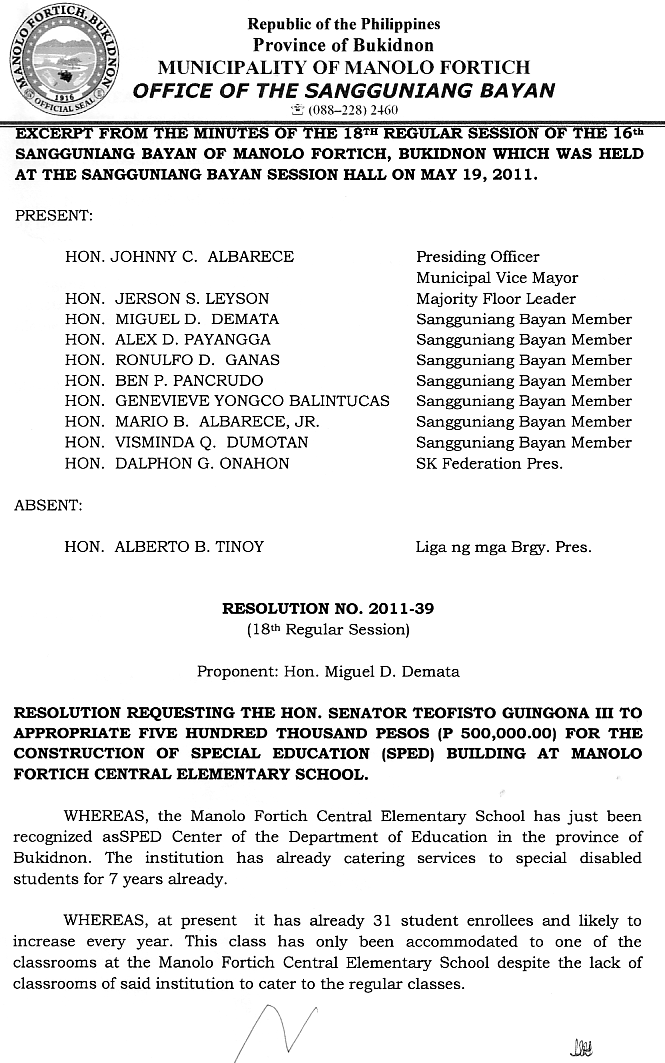 MANOLO FORTICH, BUKIDNON
1916
OFFICIAL SEAL
Republic of the Philippines
Province of Bukidnon
MUNICIPALITY OF MANOLO FORTICH
OFFICE OF THE SANGGUNIANG BAYAN
☏ (088–228) 2460
EXCERPT FROM THE MINUTES OF THE 18TH REGULAR SESSION OF THE 16th
SANGGUNIANG BAYAN OF MANOLO FORTICH, BUKIDNON WHICH WAS HELD
AT THE SANGGUNIANG BAYAN SESSION HALL ON MAY 19, 2011.
PRESENT:
HON. JOHNNY C. ALBARECE Presiding Officer
Municipal Vice Mayor
HON. JERSON S. LEYSON Majority Floor Leader
HON. MIGUEL D. DEMATA Sangguniang Bayan Member
HON. ALEX D. PAYANGGA Sangguniang Bayan Member
HON. RONULFO D. GANAS Sangguniang Bayan Member
HON. BEN P. PANCRUDO Sangguniang Bayan Member
HON. GENEVIEVE YONGCO BALINTUCAS Sangguniang Bayan Member
HON. MARIO B. ALBARECE, JR. Sangguniang Bayan Member
HON. VISMINDA Q. DUMOTAN Sangguniang Bayan Member
HON. DALPHON G. ONAHON SK Federation Pres.
ABSENT:
HON. ALBERTO B. TINOY Liga ng mga Brgy. Pres.
RESOLUTION NO. 2011-39
(18th Regular Session)
Proponent: Hon. Miguel D. Demata
RESOLUTION REQUESTING THE HON. SENATOR TEOFISTO GUINGONA III TO
APPROPRIATE FIVE HUNDRED THOUSAND PESOS (P 500,000.00) FOR THE
CONSTRUCTION OF SPECIAL EDUCATION (SPED) BUILDING AT MANOLO
FORTICH CENTRAL ELEMENTARY SCHOOL.
WHEREAS, the Manolo Fortich Central Elementary School has just been
recognized asSPED Center of the Department of Education in the province of
Bukidnon. The institution has already catering services to special disabled
students for 7 years already.
WHEREAS, at present it has already 31 student enrollees and likely to
increase every year. This class has only been accommodated to one of the
classrooms at the Manolo Fortich Central Elementary School despite the lack of
classrooms of said institution to cater to the regular classes.